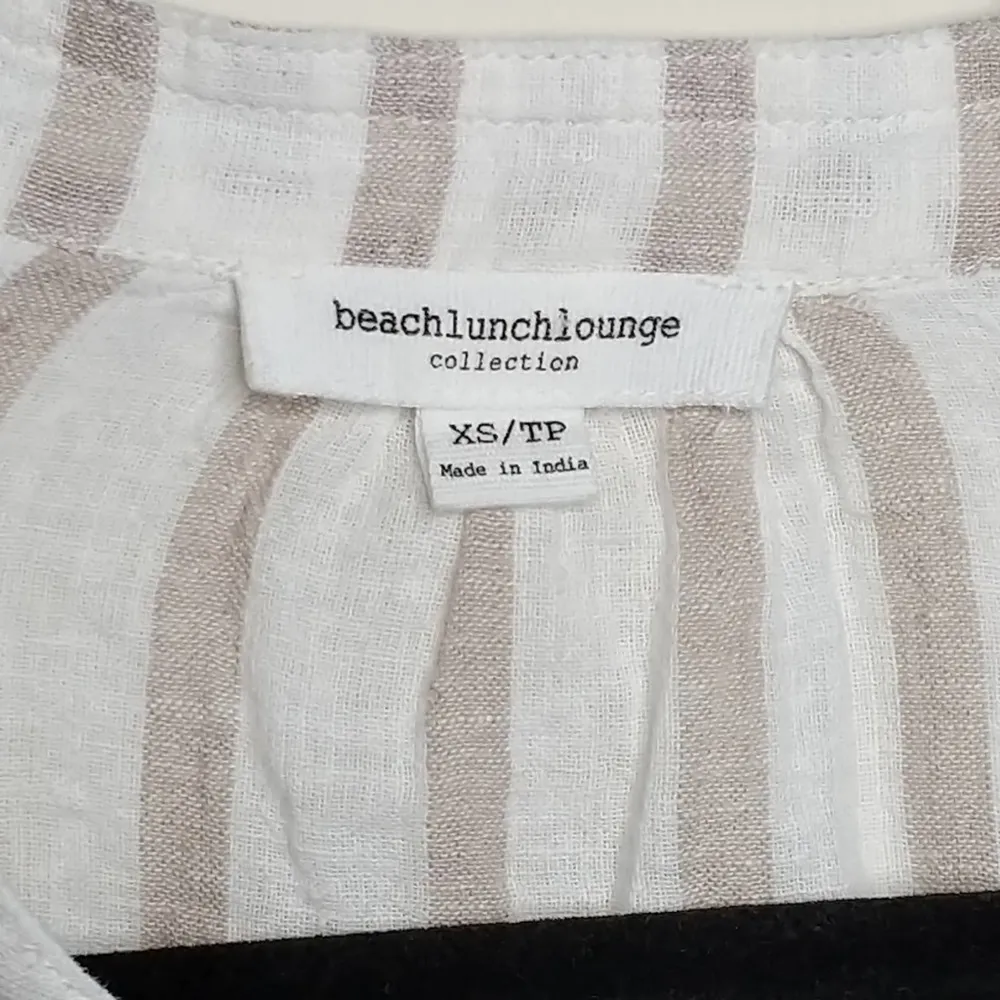 beachlunchlounge
collection
XS/TP
Made in India